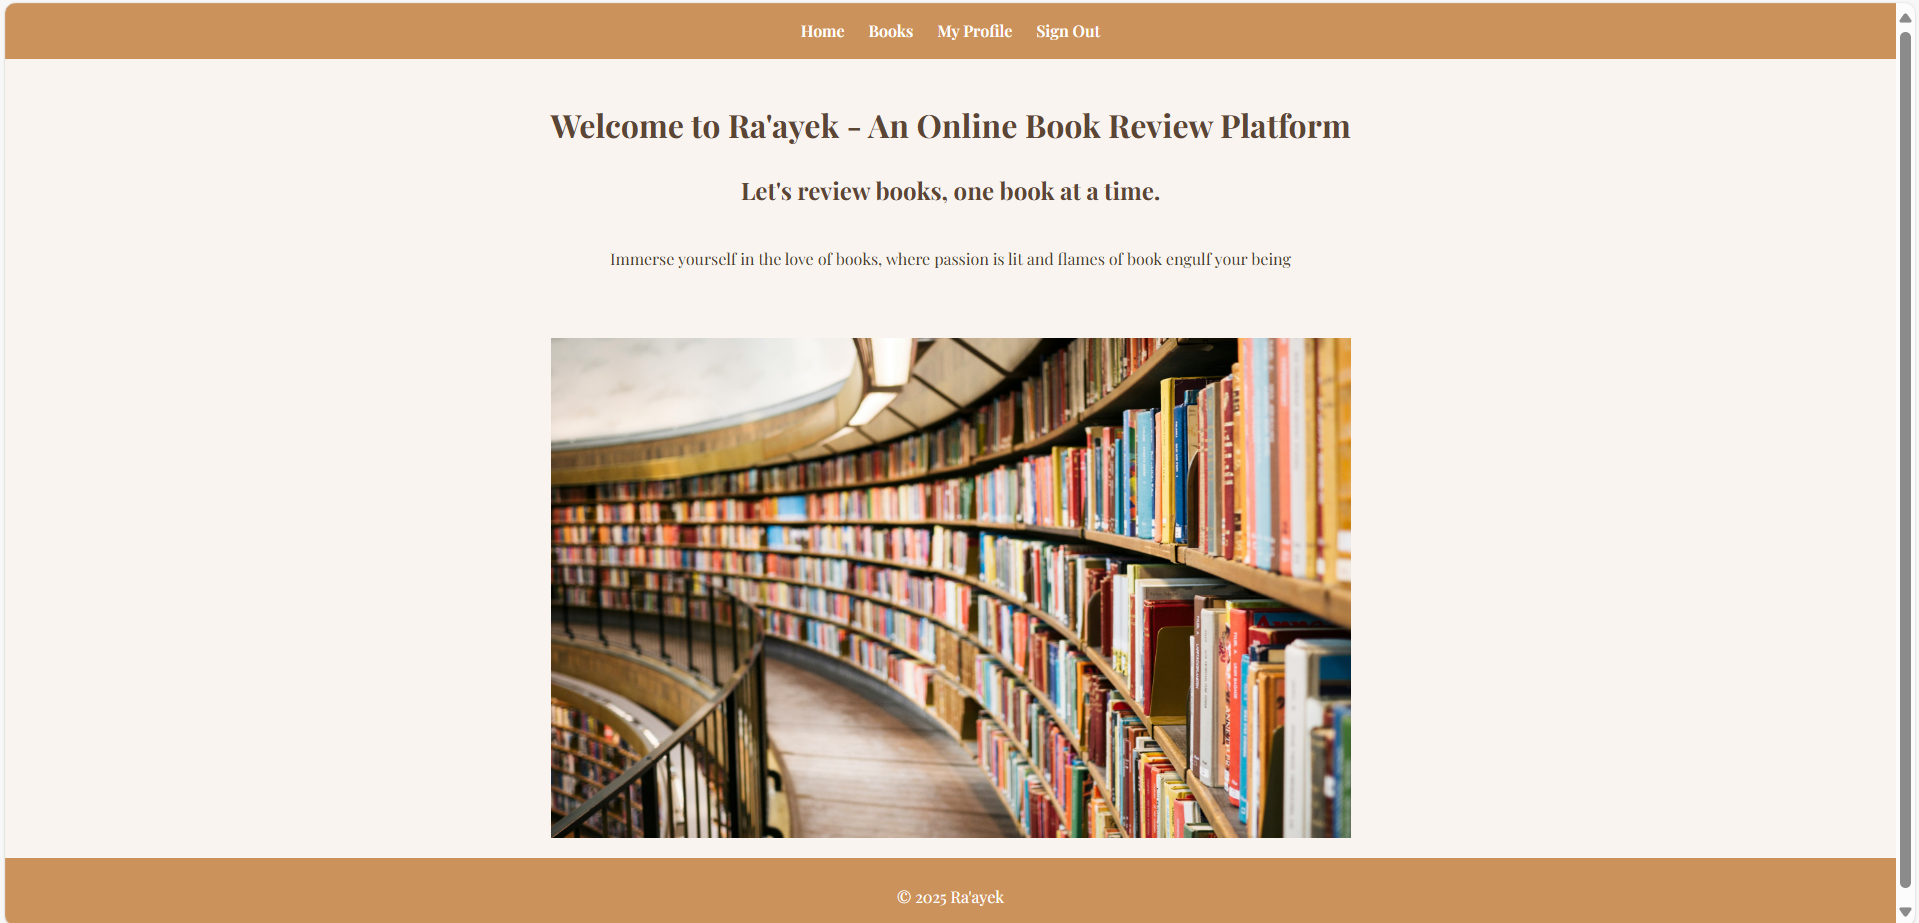 Home Books My Profile Sign Out
Welcome to Ra'ayek - An Online Book Review Platform
Let's review books, one book at a time.
Immerse yourself in the love of books, where passion is lit and flames of book engulf your being
© 2025 Ra'ayek